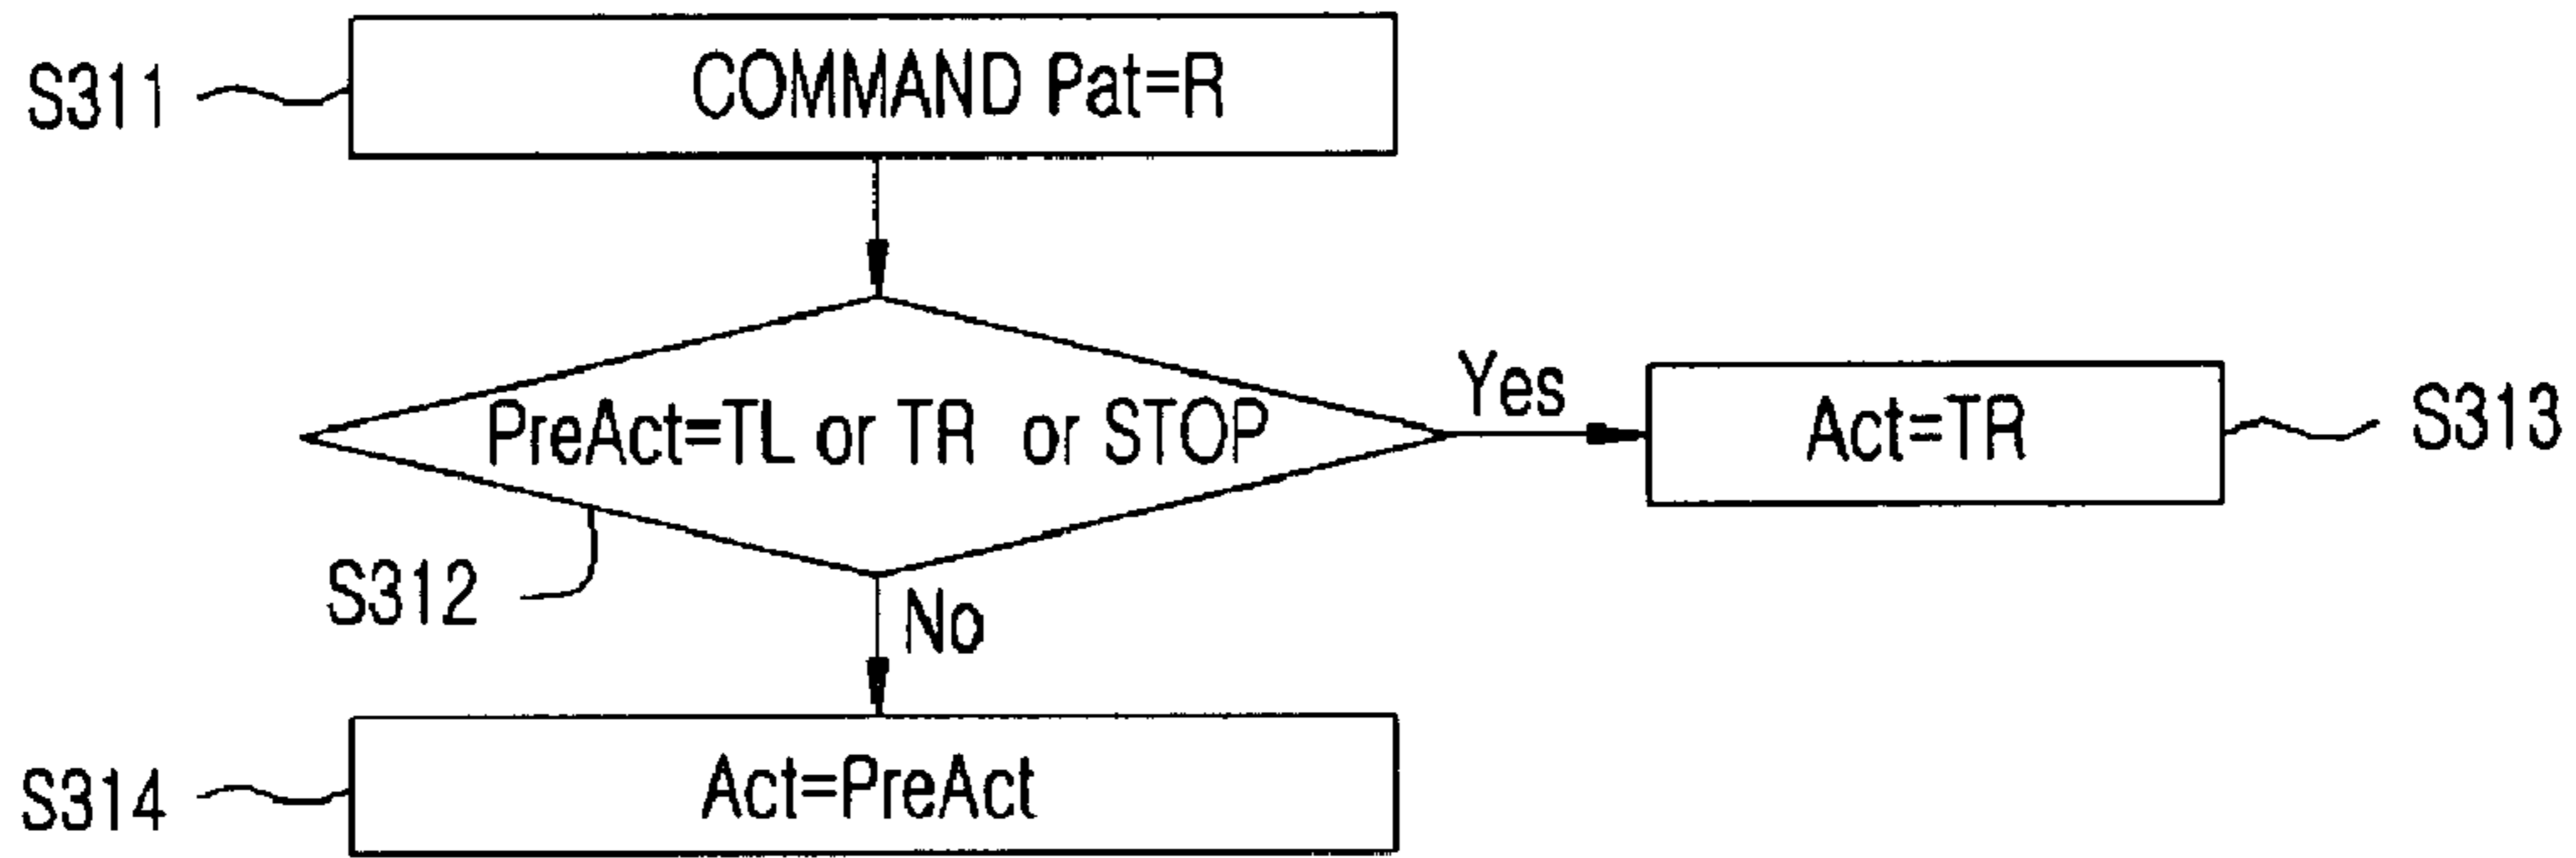 S311
COMMAND Pat=R
PreAct=TL or TR or STOP
Yes
Act=TR
S313
S312
No
S314
Act=PreAct